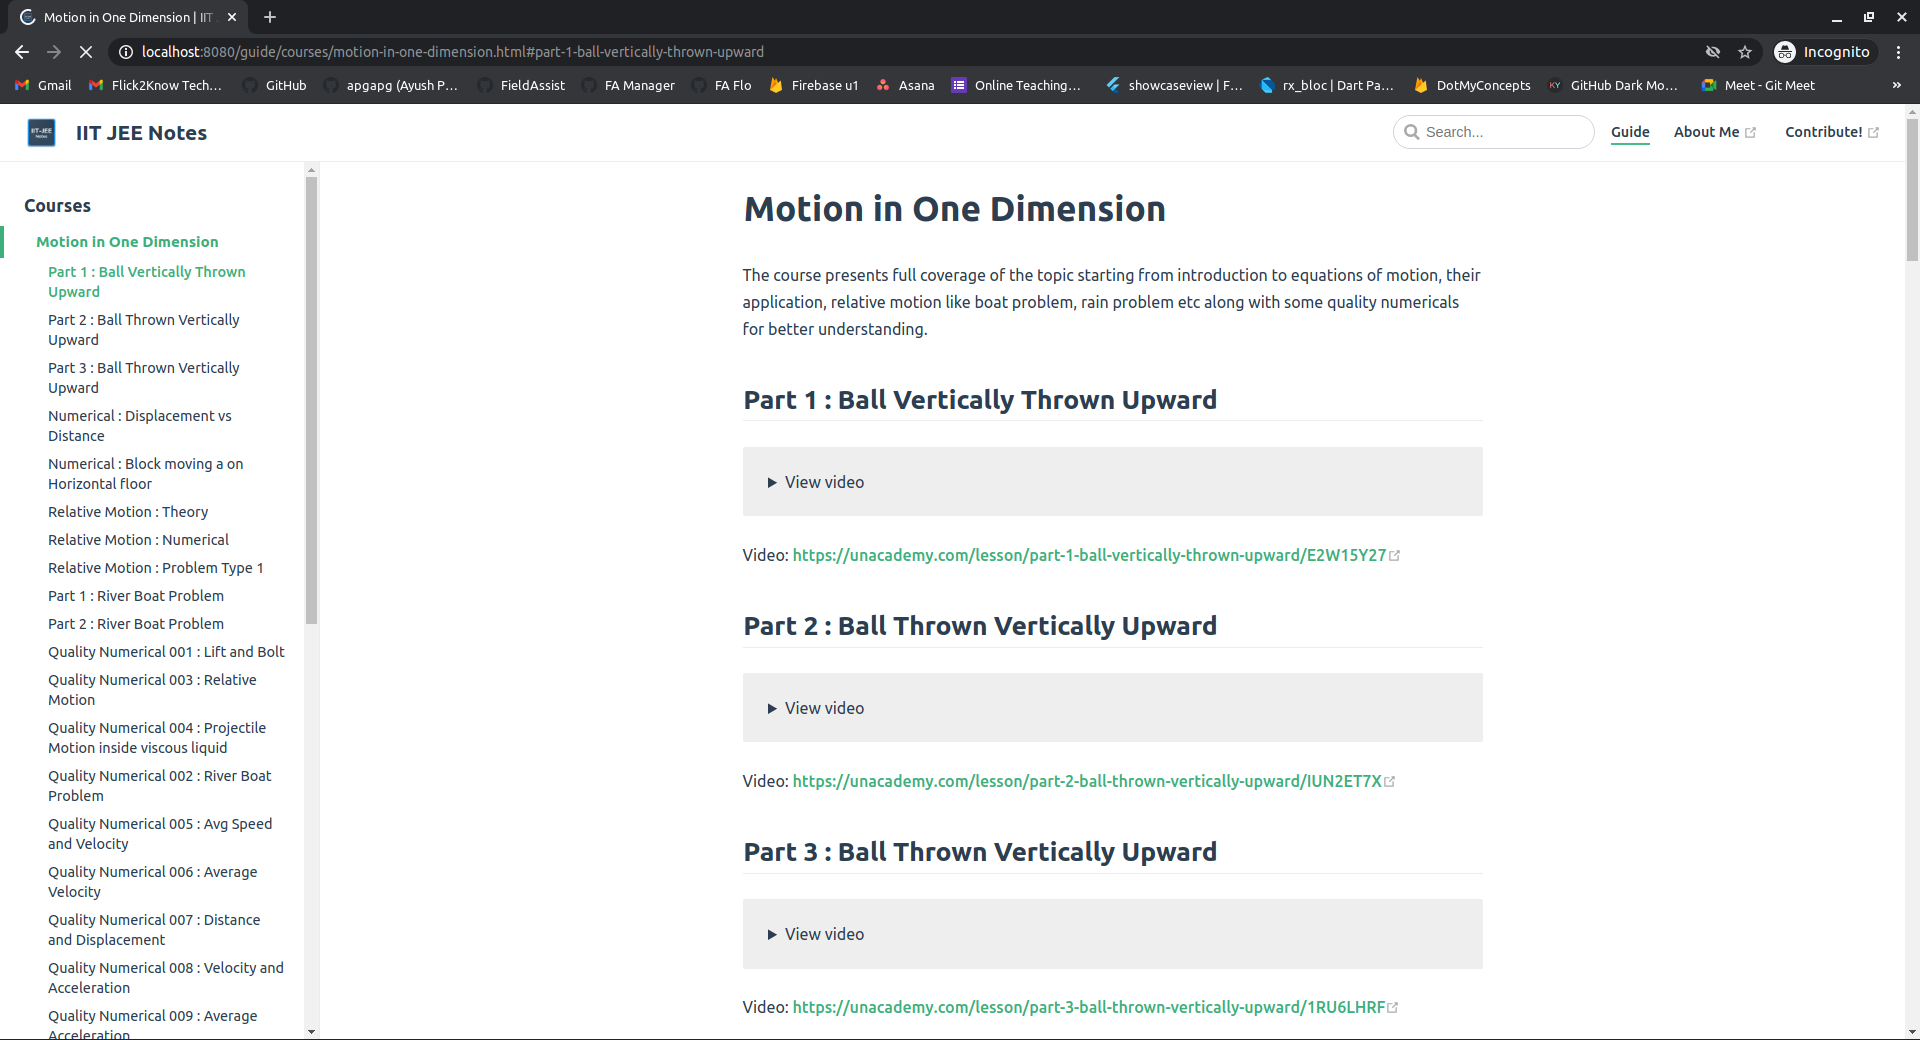 Motion in One Dimension | IIT
localhost:8080/guide/courses/motion-in-one-dimension.html#part-1-ball-vertically-thrown-upward
Incognito
Gmail
Flick2Know Tech...
GitHub
apgapg (Ayush P...
FieldAssist
FA Manager
FA Flo
Firebase u1
Asana
Online Teaching...
showcaseview | F...
rx_bloc | Dart Pa...
DotMyConcepts
KY
GitHub Dark Mo...
Meet - Git Meet
»
IIT-JEE
Notes
IIT JEE Notes
Search...
Guide
About Me
Contribute!
Courses
Motion in One Dimension
Part 1 : Ball Vertically Thrown
Upward
Part 2 : Ball Thrown Vertically
Upward
Part 3 : Ball Thrown Vertically
Upward
Numerical : Displacement vs
Distance
Numerical : Block moving a on
Horizontal floor
Relative Motion : Theory
Relative Motion : Numerical
Relative Motion : Problem Type 1
Part 1 : River Boat Problem
Part 2 : River Boat Problem
Quality Numerical 001 : Lift and Bolt
Quality Numerical 003 : Relative
Motion
Quality Numerical 004 : Projectile
Motion inside viscous liquid
Quality Numerical 002 : River Boat
Problem
Quality Numerical 005 : Avg Speed
and Velocity
Quality Numerical 006 : Average
Velocity
Quality Numerical 007 : Distance
and Displacement
Quality Numerical 008 : Velocity and
Acceleration
Quality Numerical 009 : Average
Acceleration
Motion in One Dimension
The course presents full coverage of the topic starting from introduction to equations of motion, their
application, relative motion like boat problem, rain problem etc along with some quality numericals
for better understanding.
Part 1 : Ball Vertically Thrown Upward
View video
Video: https://unacademy.com/lesson/part-1-ball-vertically-thrown-upward/E2W15Y27
Part 2 : Ball Thrown Vertically Upward
View video
Video: https://unacademy.com/lesson/part-2-ball-thrown-vertically-upward/IUN2ET7X
Part 3 : Ball Thrown Vertically Upward
View video
Video: https://unacademy.com/lesson/part-3-ball-thrown-vertically-upward/1RU6LHRF